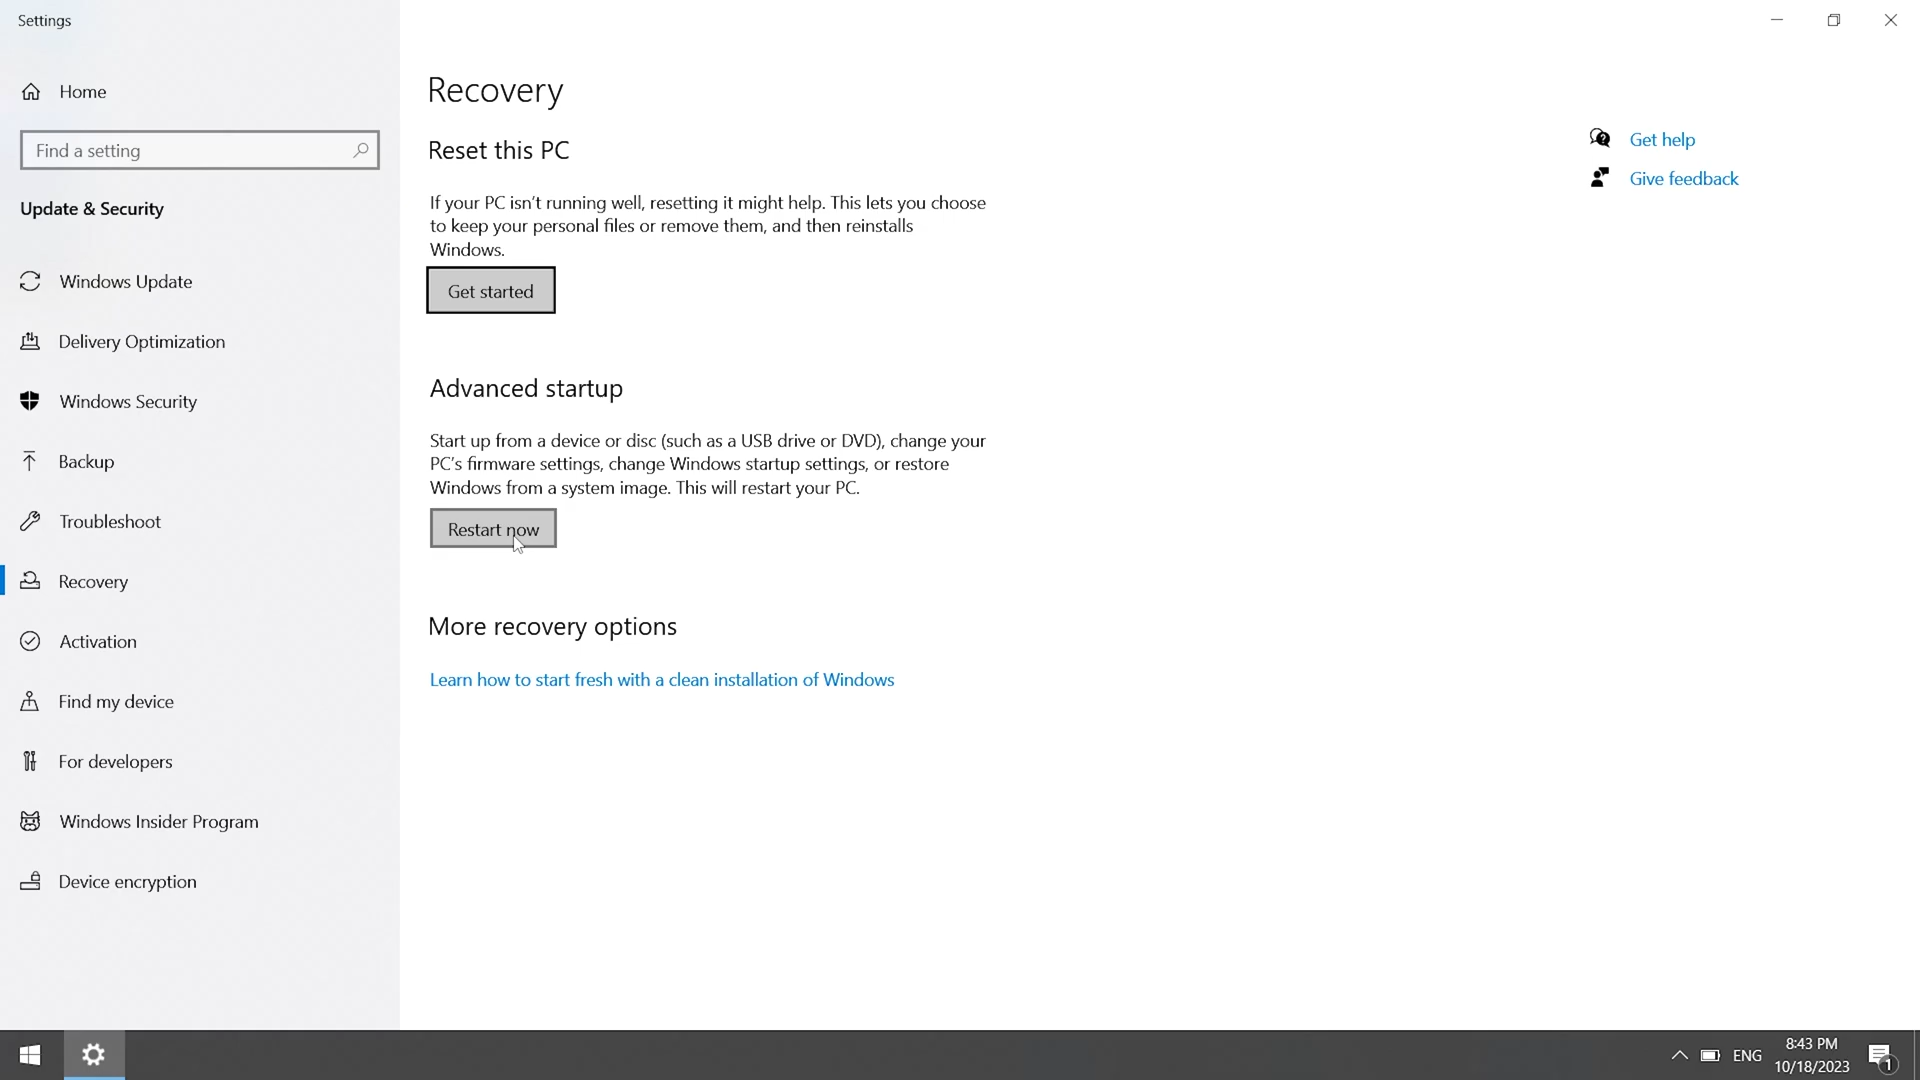 Settings
Home
Find a setting
Update & Security
Windows Update
Delivery Optimization
Windows Security
Backup
Troubleshoot
Recovery
Activation
Find my device
For developers
Windows Insider Program
Device encryption
Recovery
Reset this PC
If your PC isn't running well, resetting it might help. This lets you choose
to keep your personal files or remove them, and then reinstalls
Windows.
Get started
Advanced startup
Start up from a device or disc (such as a USB drive or DVD), change your
PC's firmware settings, change Windows startup settings, or restore
Windows from a system image. This will restart your PC.
Restart now
More recovery options
Learn how to start fresh with a clean installation of Windows
Get help
Give feedback
ENG
8:43 PM
10/18/2023
1